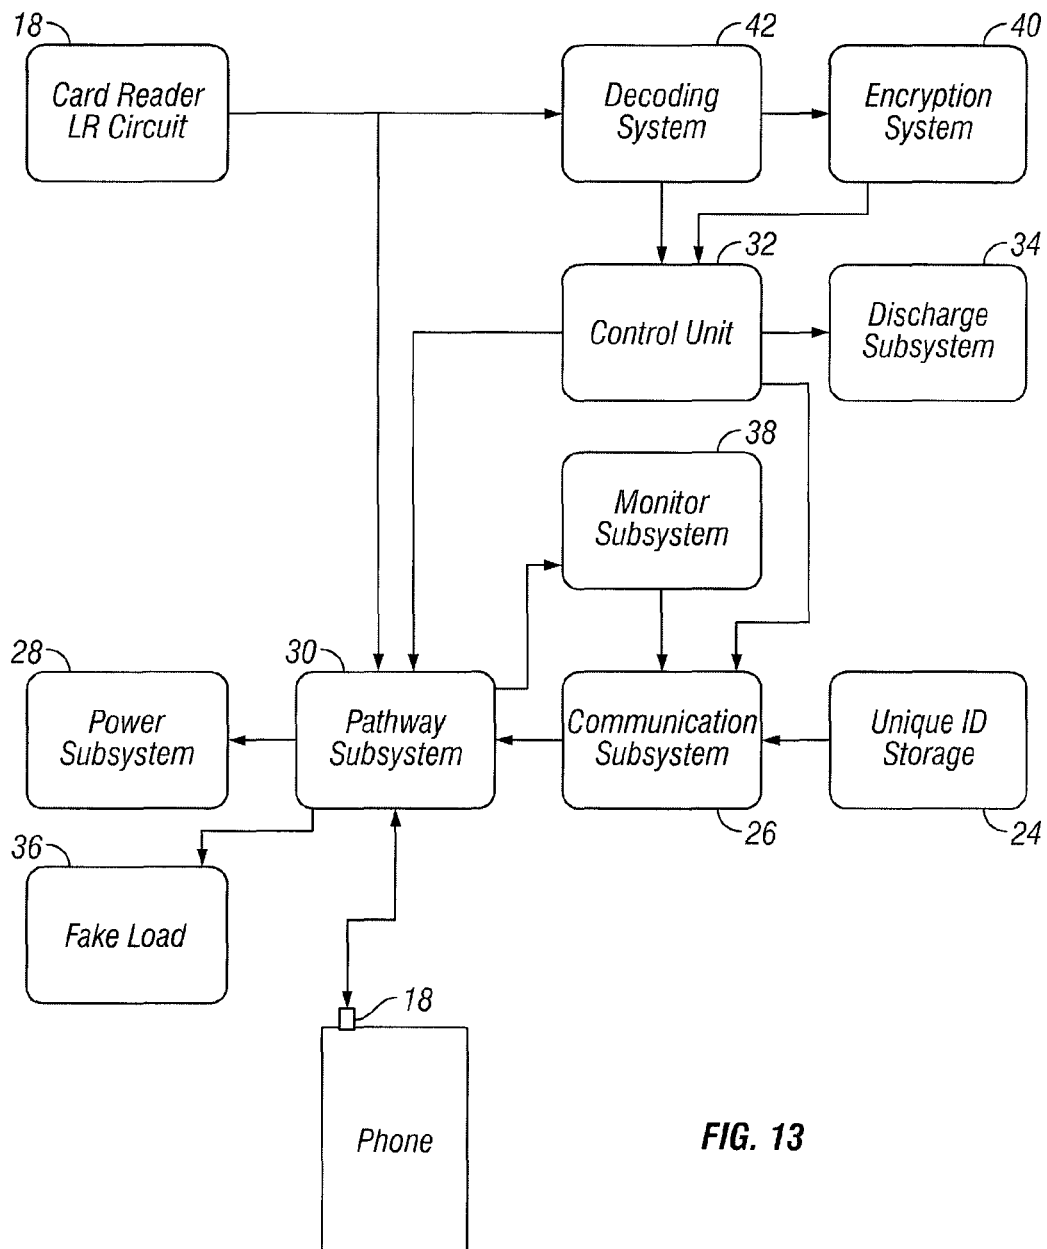 18
Card Reader
LR Circuit
42
Decoding
System
40
Encryption
System
32
Control Unit
34
Discharge
Subsystem
38
Monitor
Subsystem
28
Power
Subsystem
30
Pathway
Subsystem
Communication
Subsystem
26
Unique ID
Storage
24
36
Fake Load
18
Phone
FIG. 13